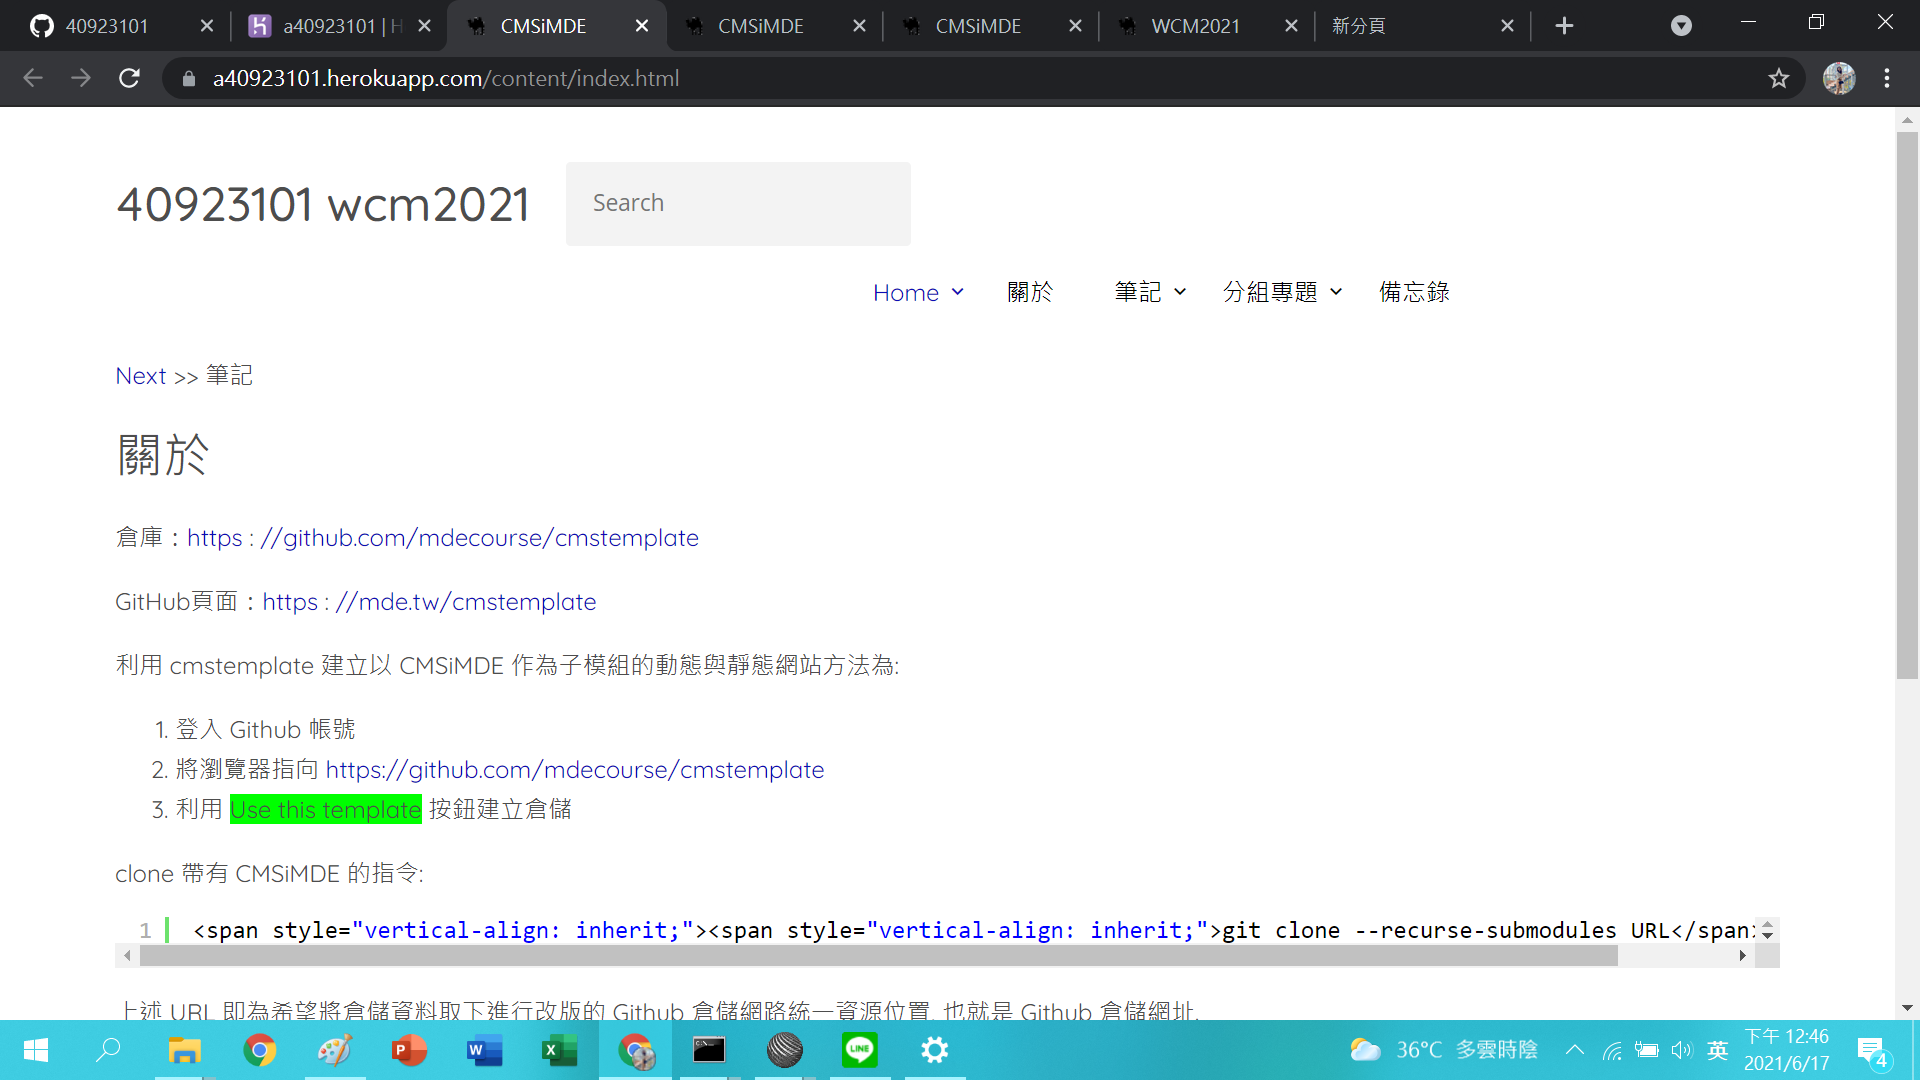 40923101
a40923101 | H
CMSiMDE
CMSiMDE
CMSiMDE
WCM2021
新分頁
a40923101.herokuapp.com/content/index.html
40923101 wcm2021
Search
Home
關於
筆記
分組專題
備忘錄
Next >> 筆記
關於
倉庫：https : //github.com/mdecourse/cmstemplate
GitHub頁面：https : //mde.tw/cmstemplate
利用 cmstemplate 建立以 CMSiMDE 作為子模組的動態與靜態網站方法為:
1. 登入 Github 帳號
2. 將瀏覽器指向 https://github.com/mdecourse/cmstemplate
3. 利用 Use this template 按鈕建立倉儲
clone 帶有 CMSiMDE 的指令:
1 <span style="vertical-align: inherit;"><span style="vertical-align: inherit;">git clone --recurse-submodules URL</span>
上述 URL 即為希望將倉儲資料取下進行改版的 Github 倉儲網路統一資源位置, 也就是 Github 倉儲網址.
36°C 多雲時陰
英
下午 12:46
2021/6/17
4